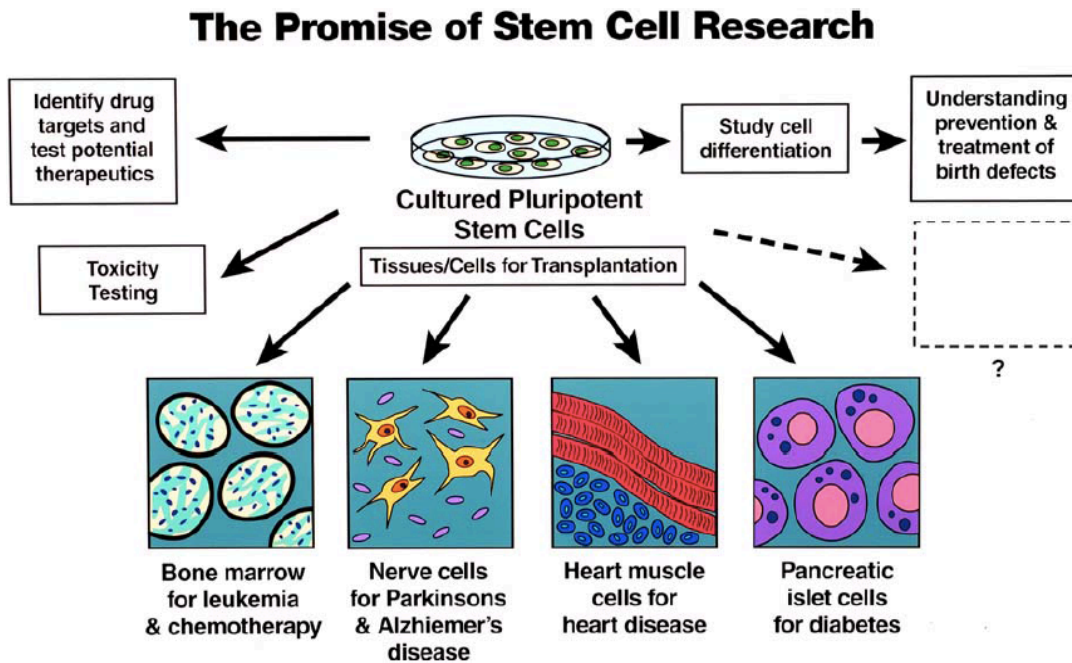 The Promise of Stem Cell Research
Identify drug
targets and
test potential
therapeutics
Cultured Pluripotent
Stem Cells
Study cell
differentiation
Understanding
prevention &
treatment of
birth defects
Toxicity
Testing
Tissues/Cells for Transplantation
?
Bone marrow
for leukemia
& chemotherapy
Nerve cells
for Parkinsons
& Alzhiemer's
disease
Heart muscle
cells for
heart disease
Pancreatic
islet cells
for diabetes